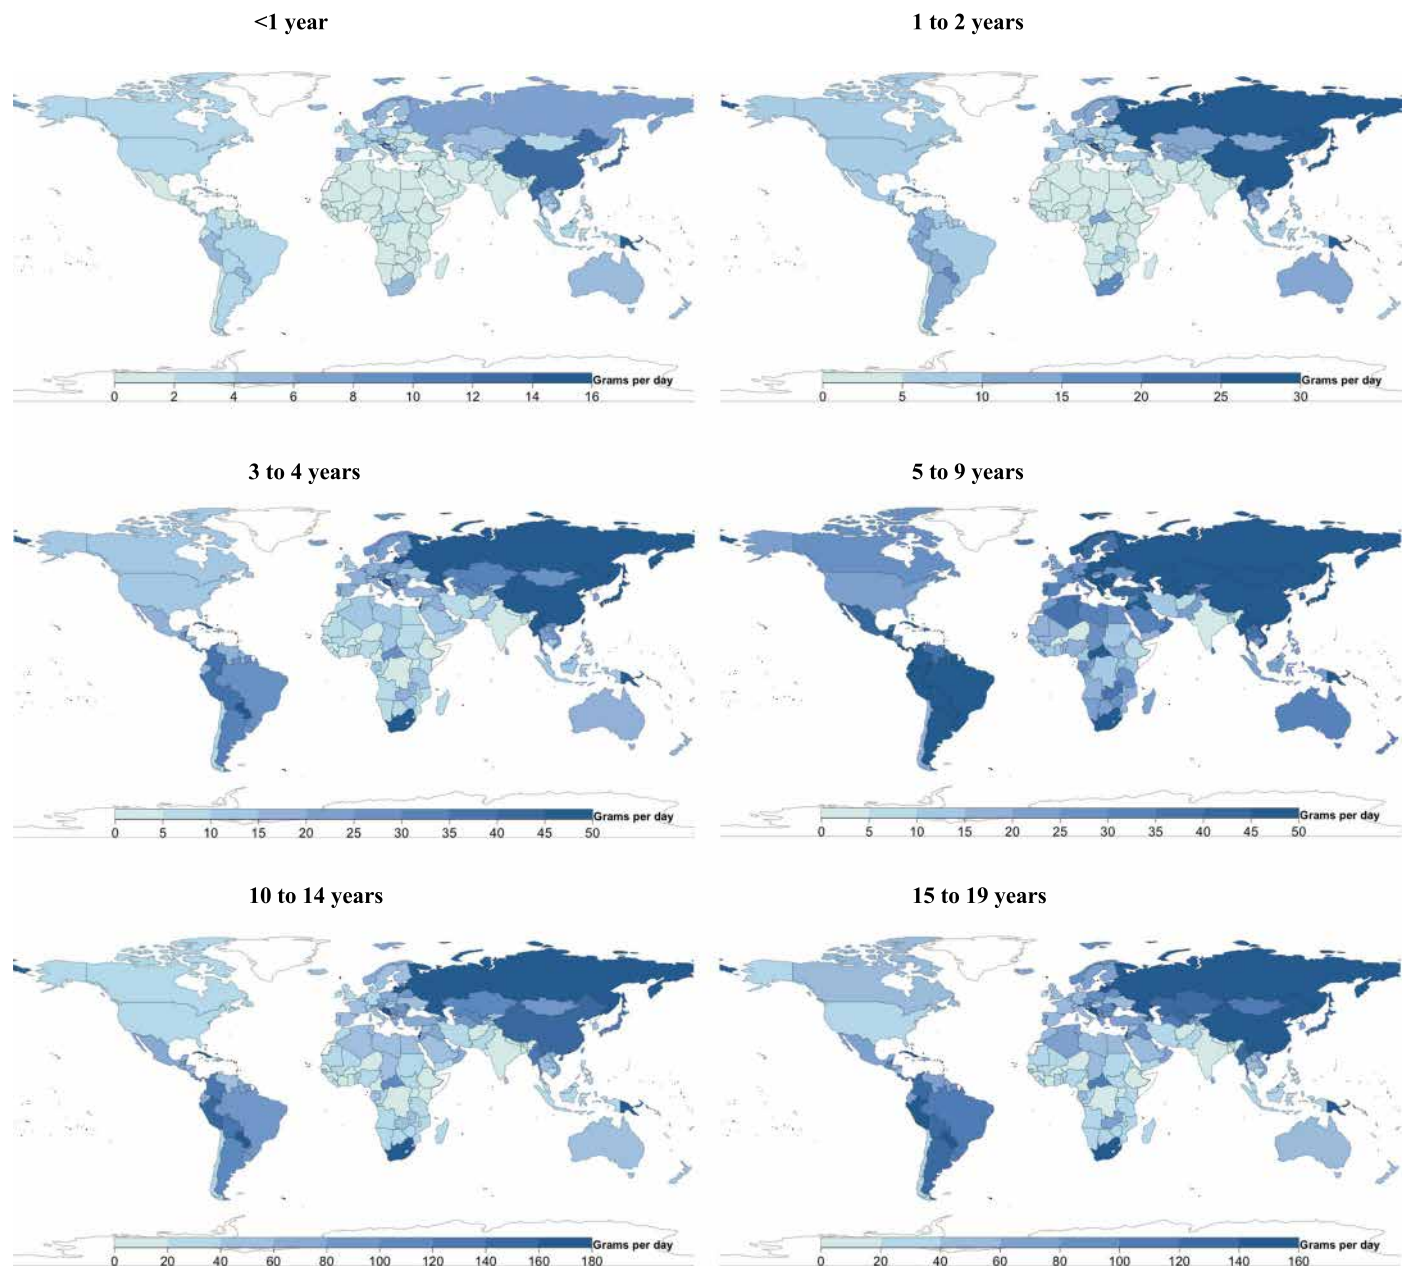 <1 year
1 to 2 years
Grams per day
0 2 4 6 8 10 12 14 16
Grams per day
0 5 10 15 20 25 30
3 to 4 years
5 to 9 years
Grams per day
0 5 10 15 20 25 30 35 40 45 50
Grams per day
0 5 10 15 20 25 30 35 40 45 50
10 to 14 years
15 to 19 years
Grams per day
0 20 40 60 80 100 120 140 160 180
Grams per day
0 20 40 60 80 100 120 140 160